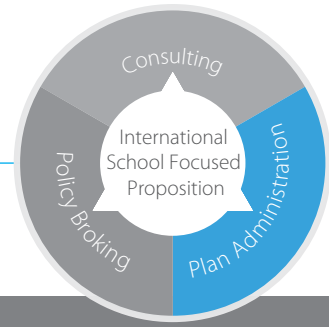 Consulting
International
School Focused
Proposition
Policy Broking
Plan Administration